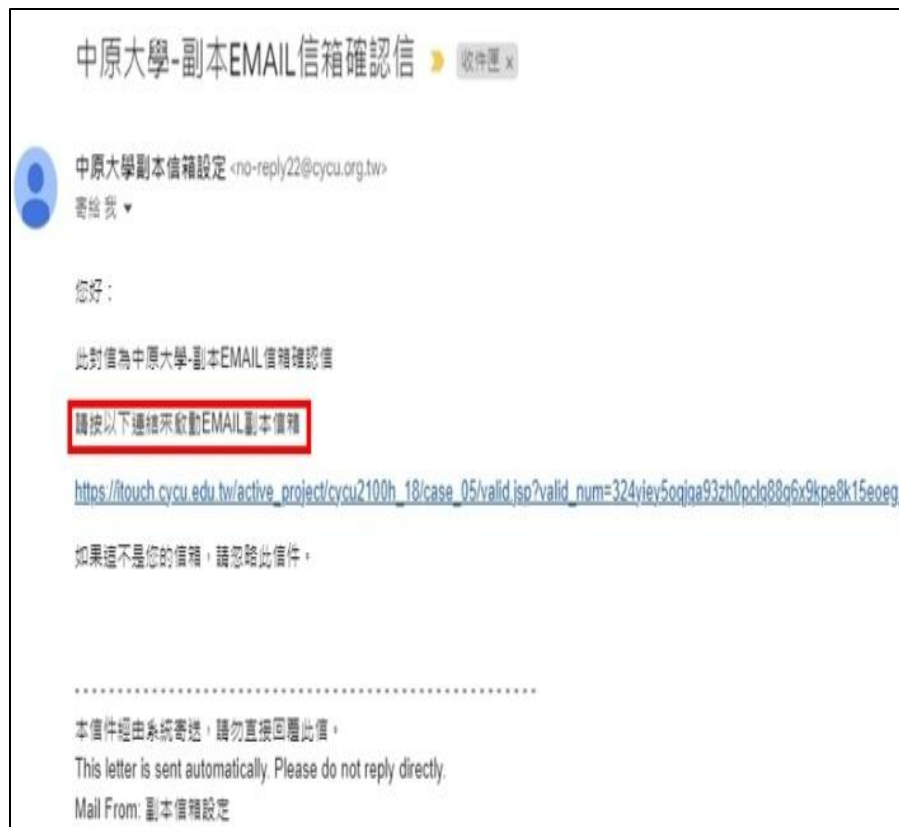 中原大學-副本EMAIL信箱確認信 收件匣 x
中原大學副本信箱設定 <no-reply22@cycu.org.tw>
寄給 我
您好：
此封信為中原大學-副本EMAIL信箱確認信
請按以下連結來啟動EMAIL副本信箱
https://itouch.cycu.edu.tw/active_project/cycu2100h_18/case_05/valid.jsp?valid_num=324yiey5oqjqa93zh0pclq88g6x9kpe8k15eoeg
如果這不是您的信箱，請忽略此信件。
本信件經由系統寄送，請勿直接回覆此信。
This letter is sent automatically. Please do not reply directly.
Mail From: 副本信箱設定